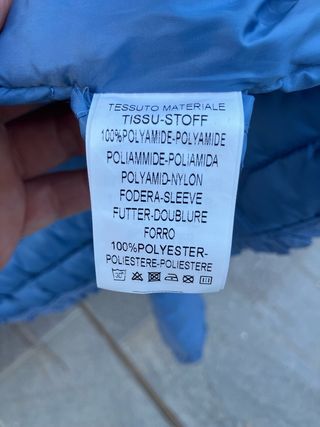 TESSUTO MATERIALE
TISSU-STOFF
100%POLYAMIDE-POLYAMIDE
POLIAMMIDE-POLIAMIDA
POLYAMID-NYLON
FODERA-SLEEVE
FUTTER-DOUBLURE
FORRO
100%POLYESTER-
POLIESTERE-POLIESTERE